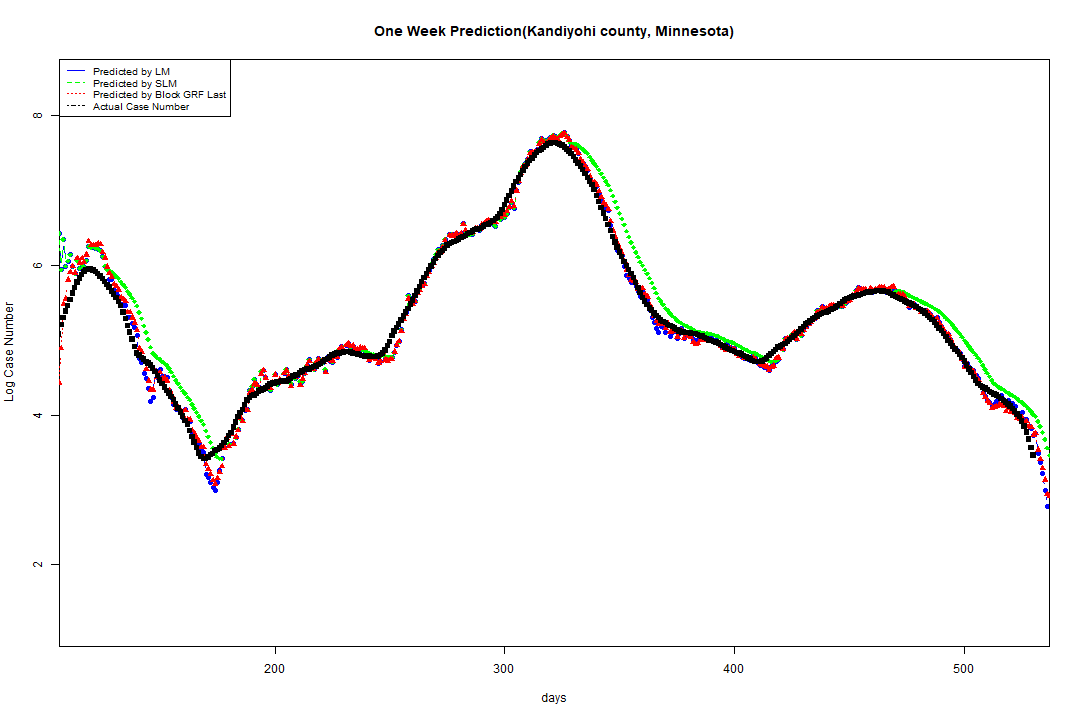 One Week Prediction(Kandiyohi county, Minnesota)
Predicted by LM
Predicted by SLM
Predicted by Block GRF Last
Actual Case Number
8
6
4
2
Log Case Number
200
300
400
500
days